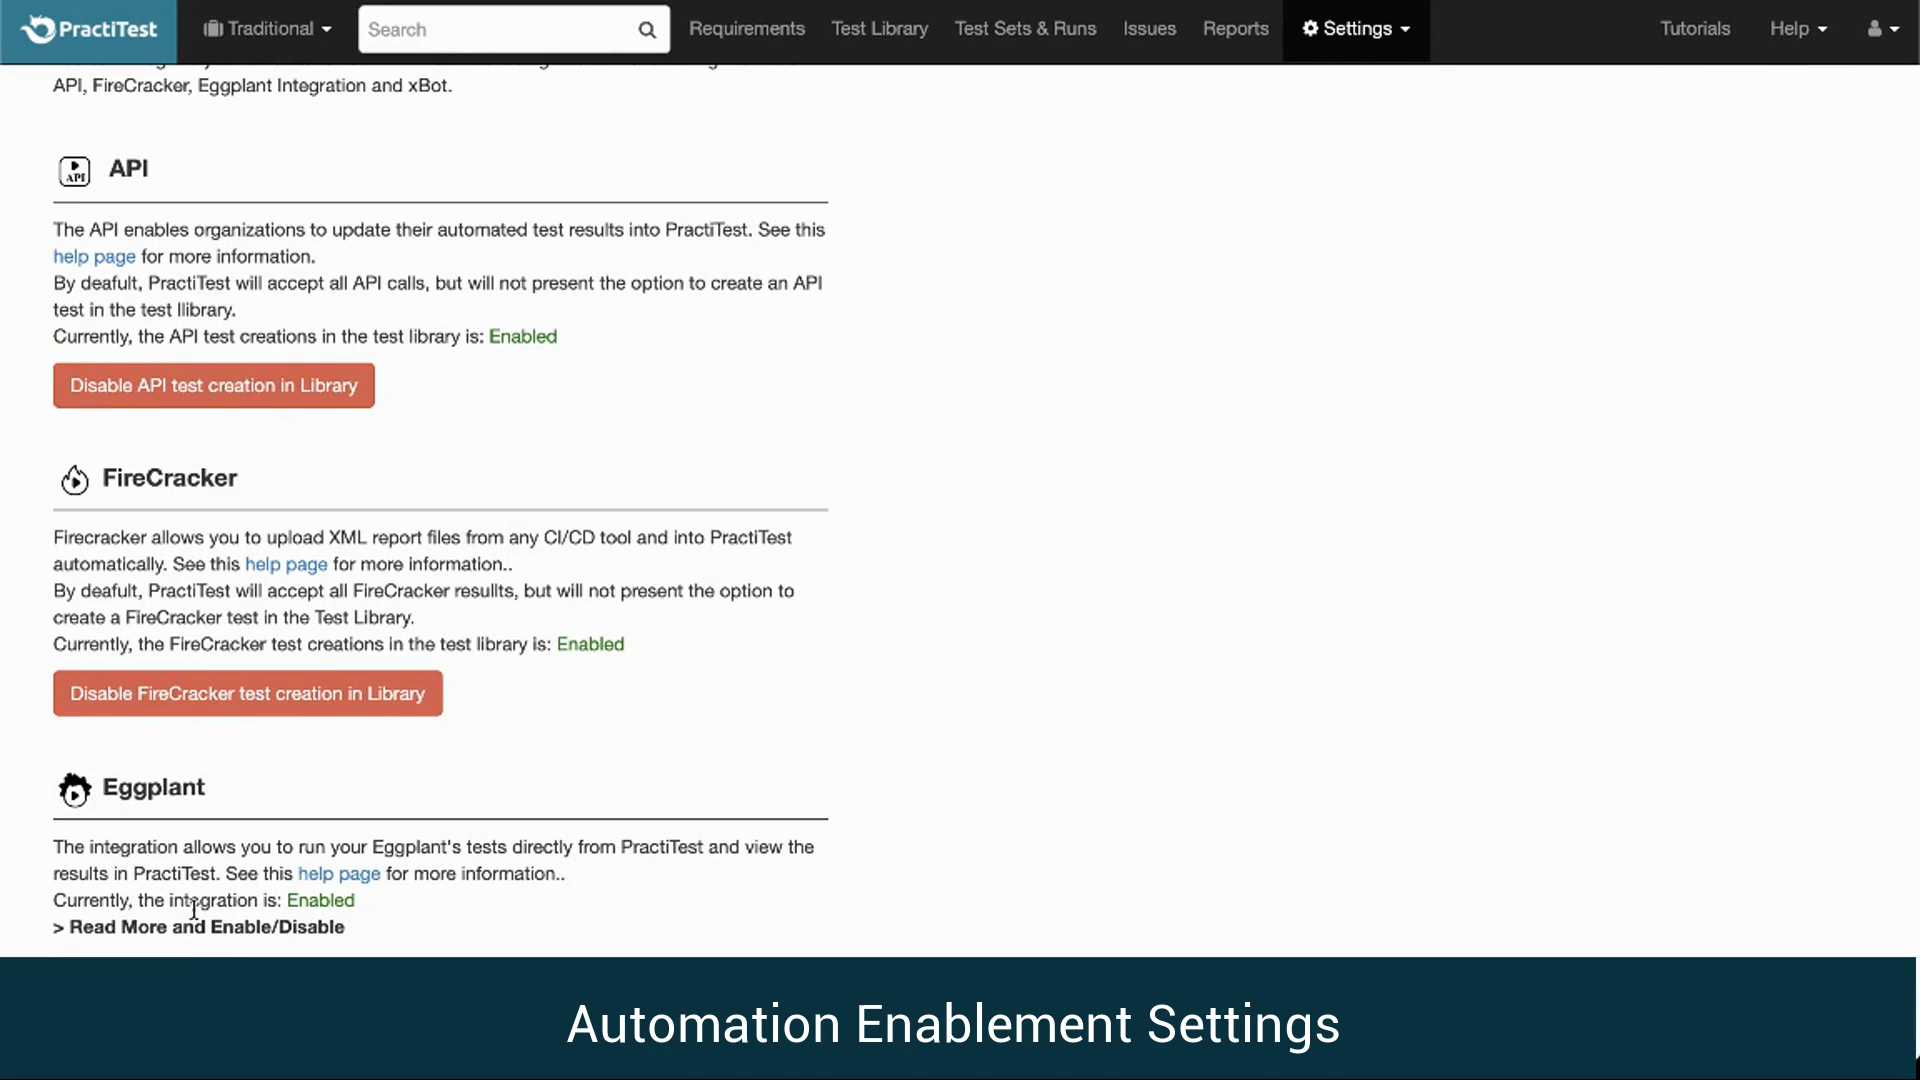 PractiTest
Traditional
Search
Requirements
Test Library
Test Sets & Runs
Issues
Reports
Settings
Tutorials
Help
API, FireCracker, Eggplant Integration and xBot.
API
API
The API enables organizations to update their automated test results into PractiTest. See this
help page for more information.
By deafult, PractiTest will accept all API calls, but will not present the option to create an API
test in the test llibrary.
Currently, the API test creations in the test library is: Enabled
Disable API test creation in Library
FireCracker
Firecracker allows you to upload XML report files from any CI/CD tool and into PractiTest
automatically. See this help page for more information..
By deafult, PractiTest will accept all FireCracker resullts, but will not present the option to
create a FireCracker test in the Test Library.
Currently, the FireCracker test creations in the test library is: Enabled
Disable FireCracker test creation in Library
Eggplant
The integration allows you to run your Eggplant's tests directly from PractiTest and view the
results in PractiTest. See this help page for more information..
Currently, the integration is: Enabled
> Read More and Enable/Disable
Automation Enablement Settings